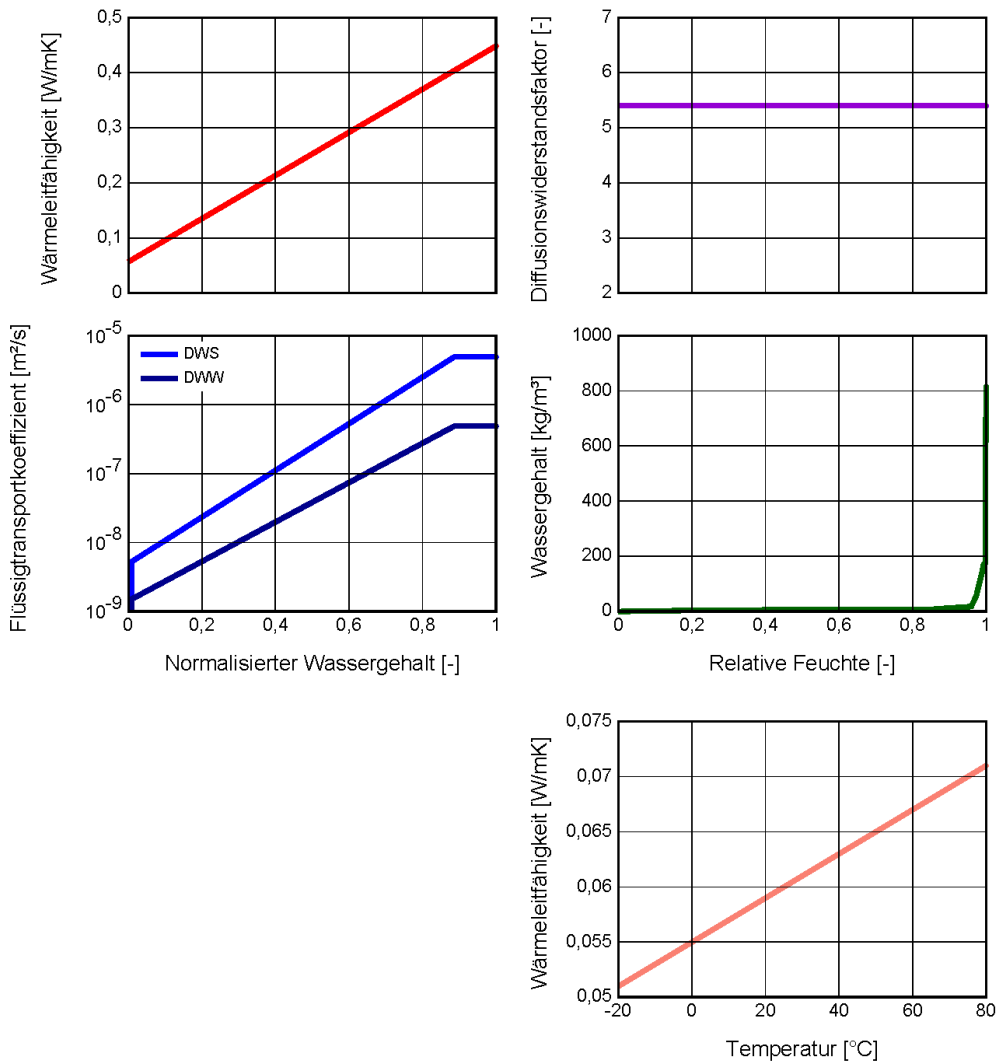 Wärmeleitfähigkeit [W/mK]
0,5
0,4
0,3
0,2
0,1
0
Diffusionswiderstandsfaktor [-]
7
6
5
4
3
2
Flüssigtransportkoeffizient [m²/s]
10⁻⁵
10⁻⁶
10⁻⁷
10⁻⁸
10⁻⁹
DWS
DWW
0 0,2 0,4 0,6 0,8 1
Normalisierter Wassergehalt [-]
Wassergehalt [kg/m³]
1000
800
600
400
200
0
0 0,2 0,4 0,6 0,8 1
Relative Feuchte [-]
Wärmeleitfähigkeit [W/mK]
0,075
0,07
0,065
0,06
0,055
0,05
-20 0 20 40 60 80
Temperatur [°C]